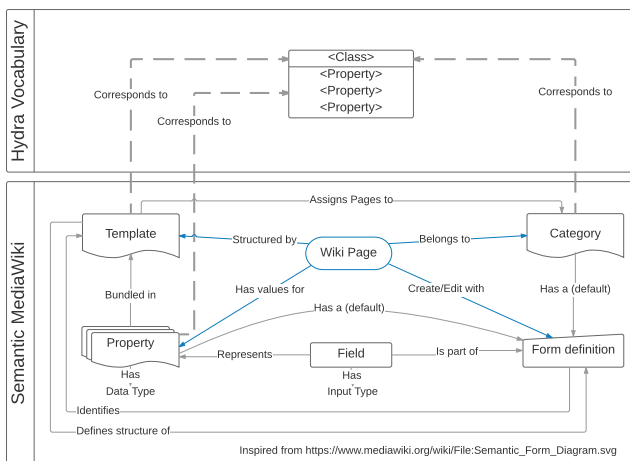 Hydra Vocabulary
<Class>
<Property>
<Property>
<Property>
Corresponds to
Corresponds to
Corresponds to
Semantic MediaWiki
Assigns Pages to
Template
Structured by
Wiki Page
Belongs to
Category
Bundled in
Has values for
Create/Edit with
Has a (default)
Has a (default)
Property
Represents
Field
Is part of
Form definition
Has
Data Type
Has
Input Type
Identifies
Defines structure of
Inspired from https://www.mediawiki.org/wiki/File:Semantic_Form_Diagram.svg